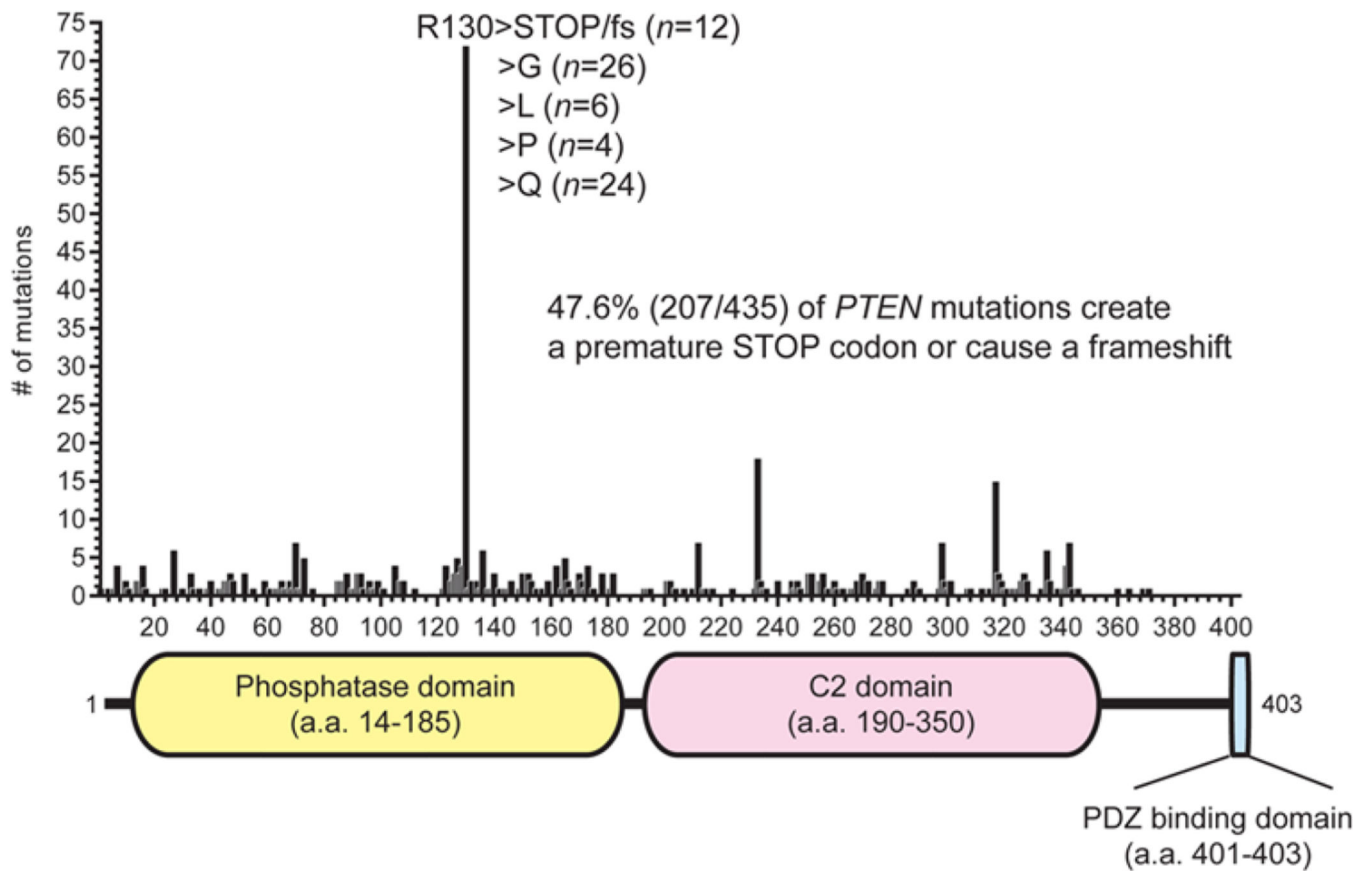 75
70
65
60
55
50
45
40
35
30
25
20
15
10
5
0
# of mutations
R130>STOP/fs (n=12)
>G (n=26)
>L (n=6)
>P (n=4)
>Q (n=24)
47.6% (207/435) of PTEN mutations create
a premature STOP codon or cause a frameshift
20 40 60 80 100 120 140 160 180 200 220 240 260 280 300 320 340 360 380 400
1
Phosphatase domain
(a.a. 14-185)
C2 domain
(a.a. 190-350)
403
PDZ binding domain
(a.a. 401-403)